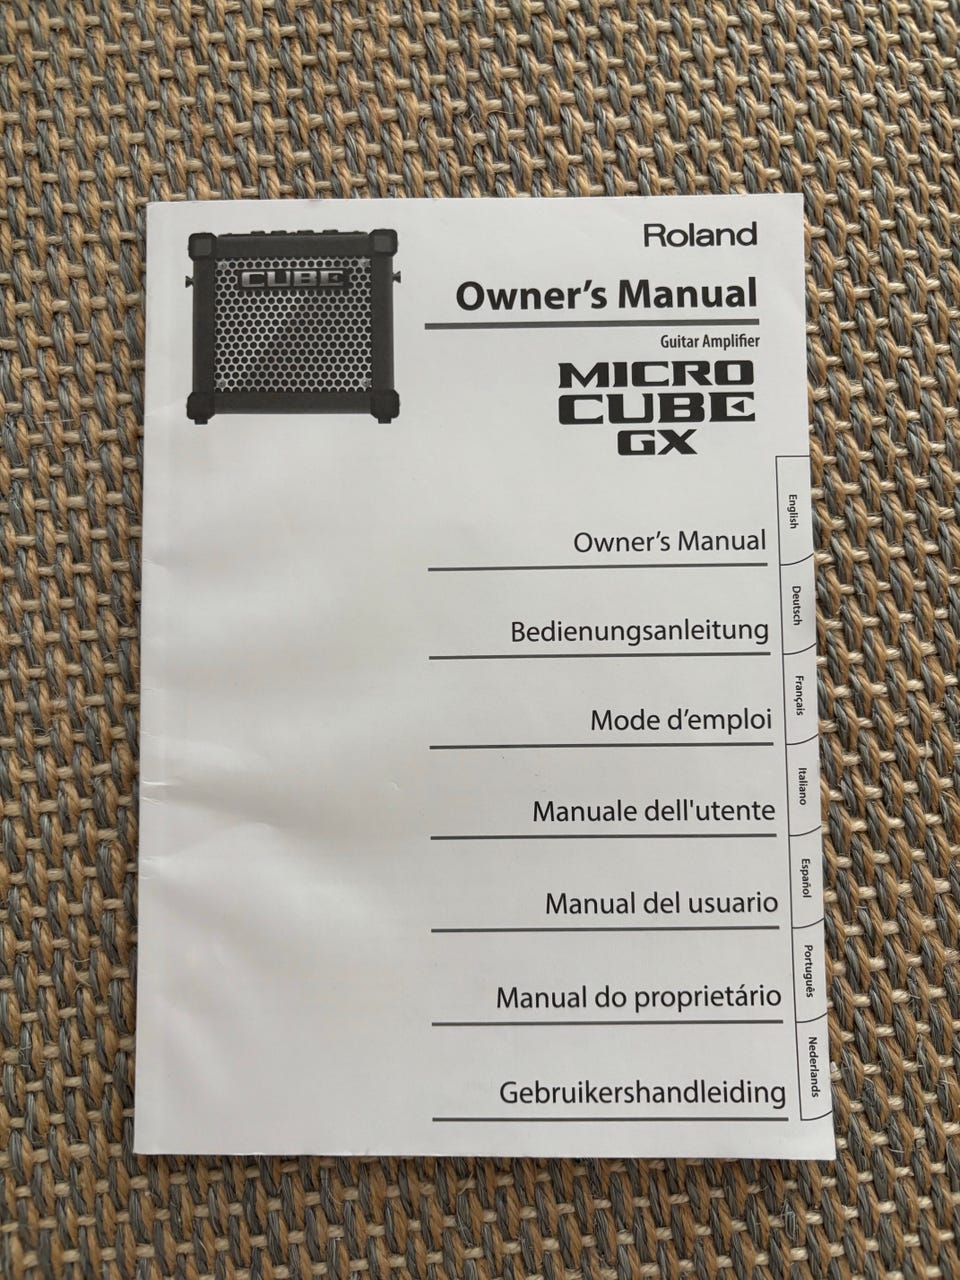 CUBE
Roland
Owner's Manual
Guitar Amplifier
MICRO
CUBE
GX
Owner's Manual
English
Bedienungsanleitung
Deutsch
Mode d'emploi
Français
Manuale dell'utente
Italiano
Manual del usuario
Español
Manual do proprietário
Português
Gebruikershandleiding
Nederlands